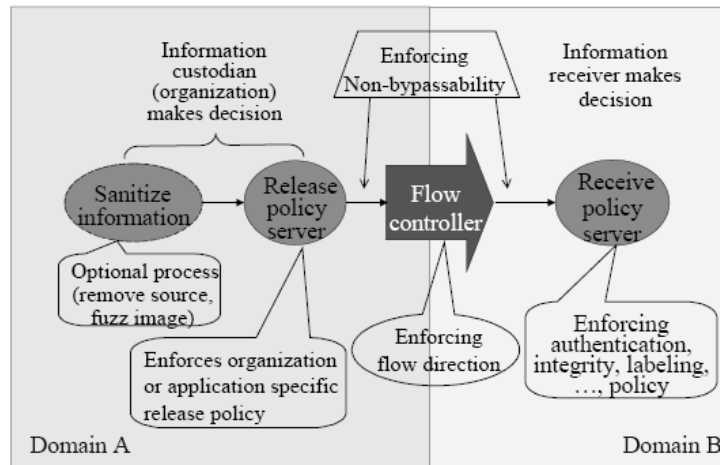 Information
custodian
(organization)
makes decision
Enforcing
Non-bypassability
Information
receiver makes
decision
Sanitize
information
Release
policy
server
Flow
controller
Receive
policy
server
Optional process
(remove source,
fuzz image)
Enforces organization
or application specific
release policy
Enforcing
flow direction
Enforcing
authentication,
integrity, labeling,
…, policy
Domain A
Domain B